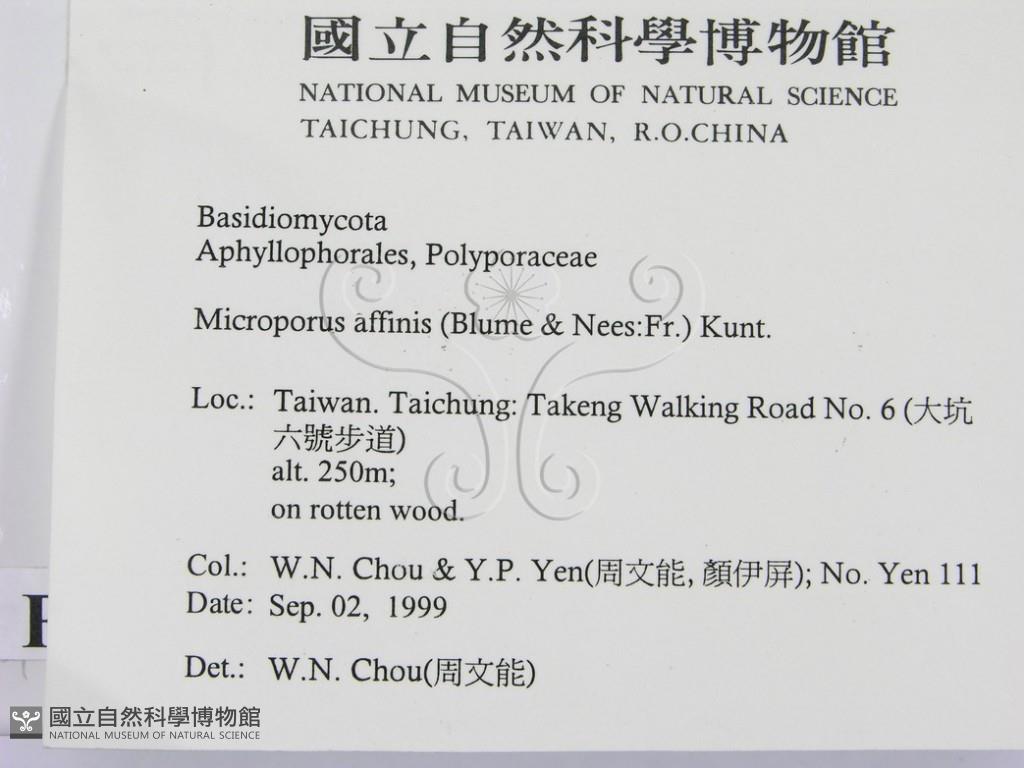 國立自然科學博物館
NATIONAL MUSEUM OF NATURAL SCIENCE
TAICHUNG, TAIWAN, R.O.CHINA
Basidiomycota
Aphyllophorales, Polyporaceae
Microporus affinis (Blume & Nees:Fr.) Kunt.
Loc.: Taiwan. Taichung: Takeng Walking Road No. 6 (大坑
六號步道)
alt. 250m;
on rotten wood.
Col.: W.N. Chou & Y.P. Yen(周文能, 顏伊屏); No. Yen 111
Date: Sep. 02, 1999
Det.: W.N. Chou(周文能)
國立自然科學博物館
NATIONAL MUSEUM OF NATURAL SCIENCE